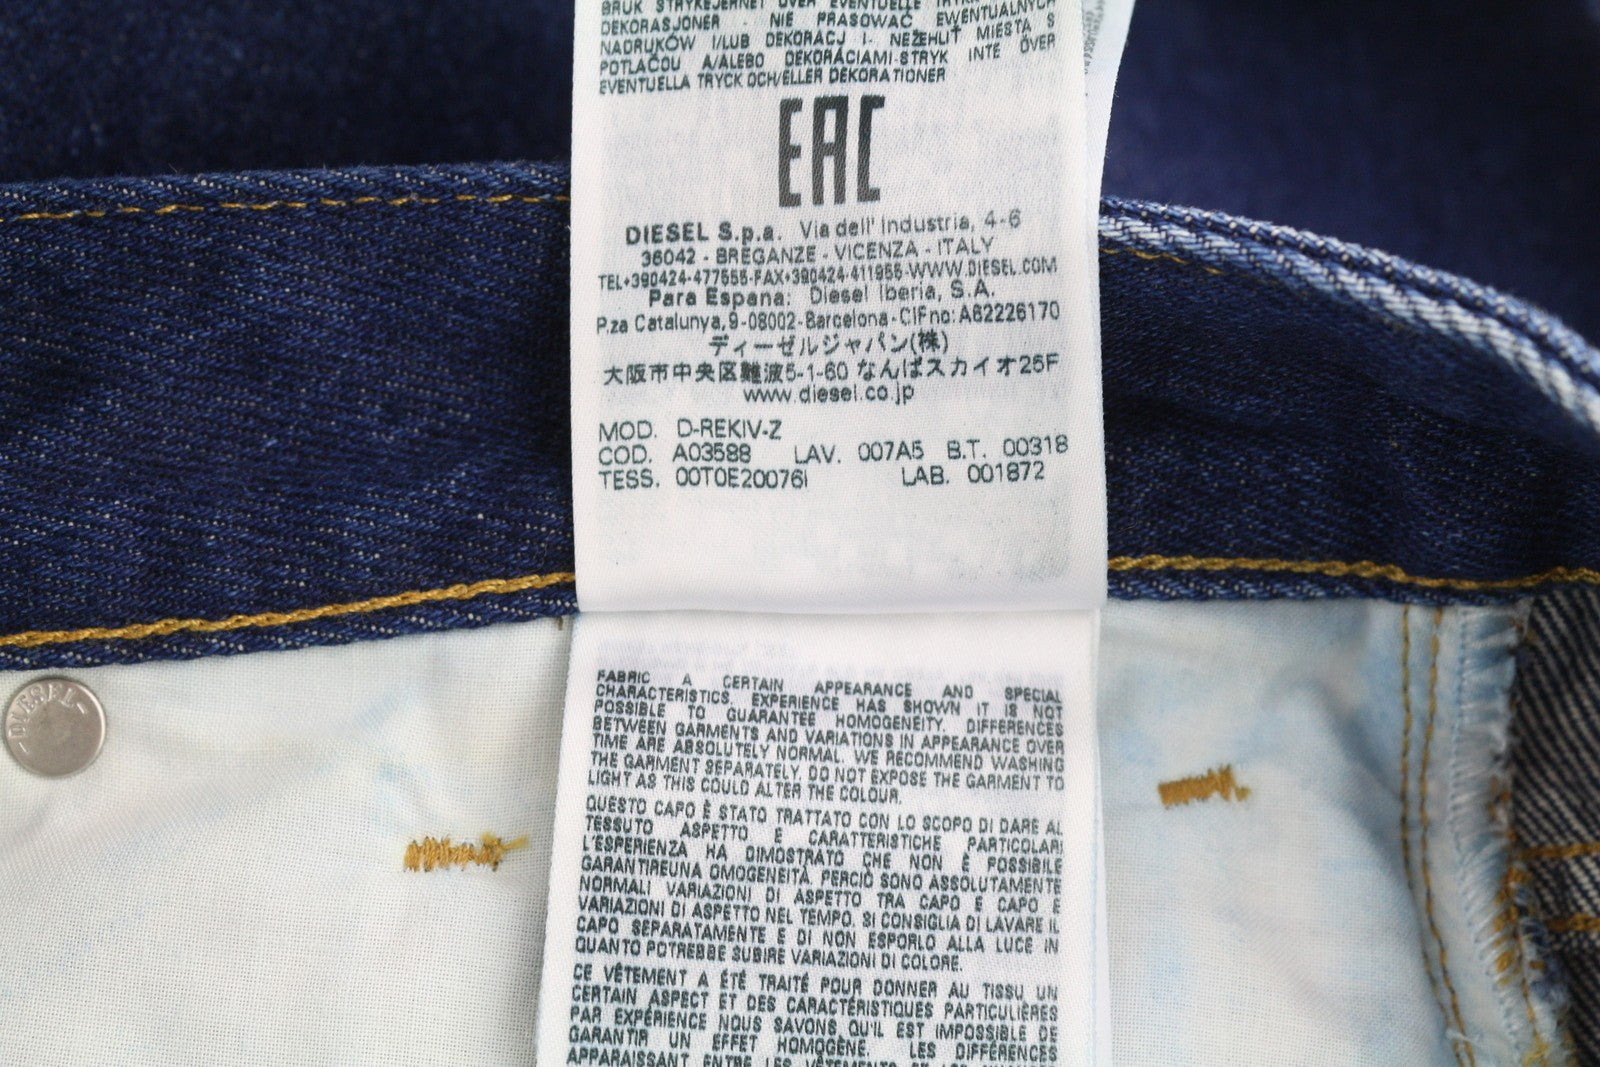 BRUK STRYKEJERNET OVER EVENTUELLE TRYK
DEKORASJONER - NIE PRASOWAĆ EWENTUALNYCH
NADRUKÓW I/LUB DEKORACJ I- NEŽEHLIT MIESTA S
POTLAČOU A/ALEBO DEKORÁCIAMI-STRYK INTE ÖVER
EVENTUELLA TRYCK OCH/ELLER DEKORATIONER
EAC
DIESEL S.p.a. Via dell' Industria, 4-6
36042 - BREGANZE - VICENZA - ITALY
TEL+390424-477555-FAX+390424-411955-WWW.DIESEL.COM
Para Espana: Diesel Iberia, S.A.
P.za Catalunya,9-08002-Barcelona-CIFno:A62226170
ディーゼルジャパン(株)
大阪市中央区難波5-1-60 なんばスカイオ25F
www.diesel.co.jp
MOD. D-REKIV-Z
COD. A03588 LAV. 007A5 B.T. 00318
TESS. 00T0E20076I LAB. 001872
DIESEL
FABRIC A CERTAIN APPEARANCE AND SPECIAL
CHARACTERISTICS. EXPERIENCE HAS SHOWN IT IS NOT
POSSIBLE TO GUARANTEE HOMOGENEITY. DIFFERENCES
BETWEEN GARMENTS AND VARIATIONS IN APPEARANCE OVER
TIME ARE ABSOLUTELY NORMAL. WE RECOMMEND WASHING
THE GARMENT SEPARATELY. DO NOT EXPOSE THE GARMENT TO
LIGHT AS THIS COULD ALTER THE COLOUR.
QUESTO CAPO È STATO TRATTATO CON LO SCOPO DI DARE AL
TESSUTO ASPETTO E CARATTERISTICHE PARTICOLARI
L'ESPERIENZA HA DIMOSTRATO CHE NON È POSSIBILE
GARANTIREUNA OMOGENEITÀ PERCIÒ SONO ASSOLUTAMENTE
NORMALI VARIAZIONI DI ASPETTO TRA CAPO E CAPO E
VARIAZIONI DI ASPETTO NEL TEMPO. SI CONSIGLIA DI LAVARE IL
CAPO SEPARATAMENTE E DI NON ESPORLO ALLA LUCE IN
QUANTO POTREBBE SUBIRE VARIAZIONI DI COLORE.
CE VÊTEMENT A ÉTÉ TRAITÉ POUR DONNER AU TISSU UN
CERTAIN ASPECT ET DES CARACTÉRISTIQUES PARTICULIÈRES
PAR EXPÉRIENCE NOUS SAVONS QU'IL EST IMPOSSIBLE DE
GARANTIR UN EFFET HOMOGÈNE. LES DIFFÉRENCES
APPARAISSANT ENTRE LES VÊTEMENTS